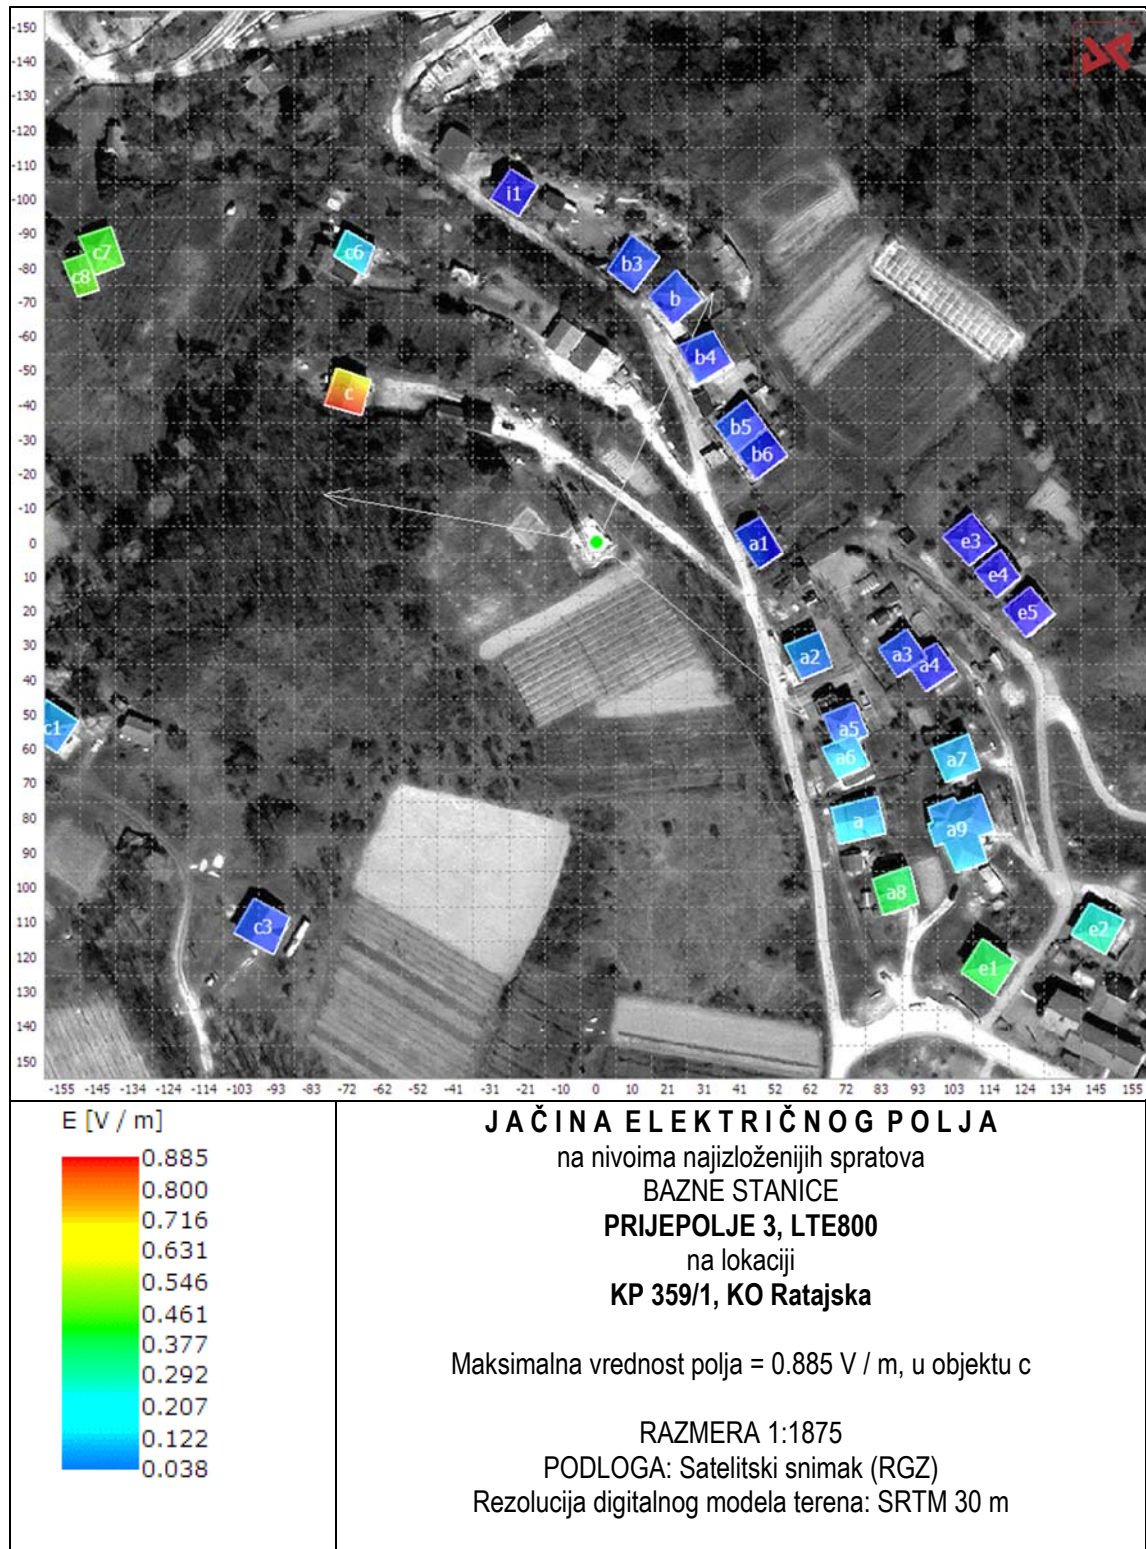 -150
-140
-130
-120
-110
-100
-90
-80
-70
-60
-50
-40
-30
-20
-10
0
10
20
30
40
50
60
70
80
90
100
110
120
130
140
150
i1
c7
c8
c6
b3
b
b4
c
b5
b6
a1
e3
e4
e5
a2
a3
a4
c1
a5
a6
a7
a
a9
a8
c3
e2
e1
-155 -145 -134 -124 -114 -103 -93 -83 -72 -62 -52 -41 -31 -21 -10 0 10 21 31 41 52 62 72 83 93 103 114 124 134 145 155
E [V / m]
0.885
0.800
0.716
0.631
0.546
0.461
0.377
0.292
0.207
0.122
0.038
JAČINA ELEKTRIČNOG POLJA
na nivoima najizloženijih spratova
BAZNE STANICE
PRIJEPOLJE 3, LTE800
na lokaciji
KP 359/1, KO Ratajska
Maksimalna vrednost polja = 0.885 V / m, u objektu c
RAZMERA 1:1875
PODLOGA: Satelitski snimak (RGZ)
Rezolucija digitalnog modela terena: SRTM 30 m